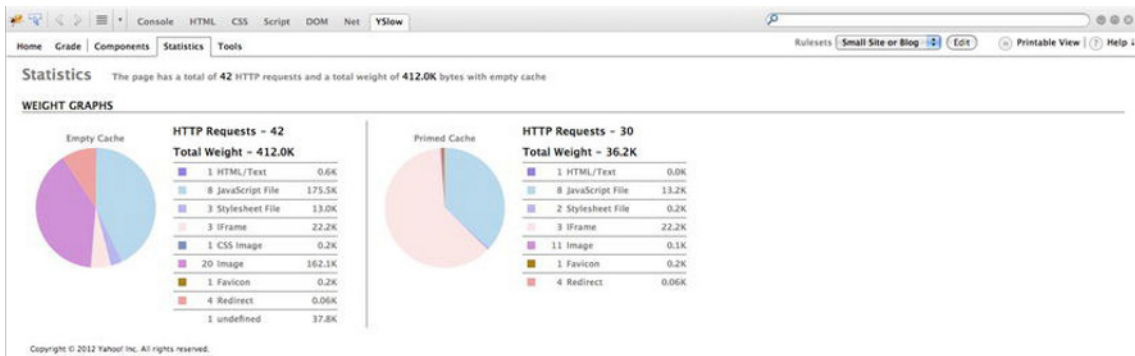 Console HTML CSS Script DOM Net YSlow
Home Grade Components Statistics Tools Rulesets Small Site or Blog Edit Printable View ? Help
Statistics The page has a total of 42 HTTP requests and a total weight of 412.0K bytes with empty cache
WEIGHT GRAPHS
Empty Cache
HTTP Requests - 42
Total Weight - 412.0K
1 HTML/Text 0.6K
8 JavaScript File 175.5K
3 Stylesheet File 13.0K
3 IFrame 22.2K
1 CSS Image 0.2K
20 Image 162.1K
1 Favicon 0.2K
4 Redirect 0.06K
1 undefined 37.8K
Primed Cache
HTTP Requests - 30
Total Weight - 36.2K
1 HTML/Text 0.0K
8 JavaScript File 13.2K
2 Stylesheet File 0.2K
3 IFrame 22.2K
11 Image 0.1K
1 Favicon 0.2K
4 Redirect 0.06K
Copyright © 2012 Yahoo! Inc. All rights reserved.